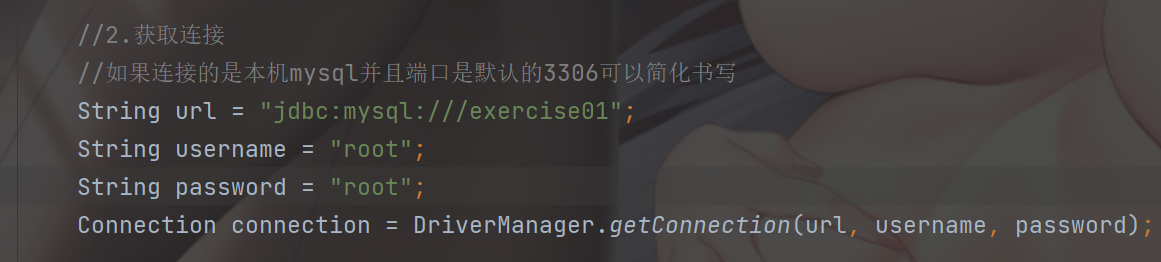 //2.获取连接
//如果连接的是本机mysql并且端口是默认的3306可以简化书写
String url = "jdbc:mysql:///exercise01";
String username = "root";
String password = "root";
Connection connection = DriverManager.getConnection(url, username, password);